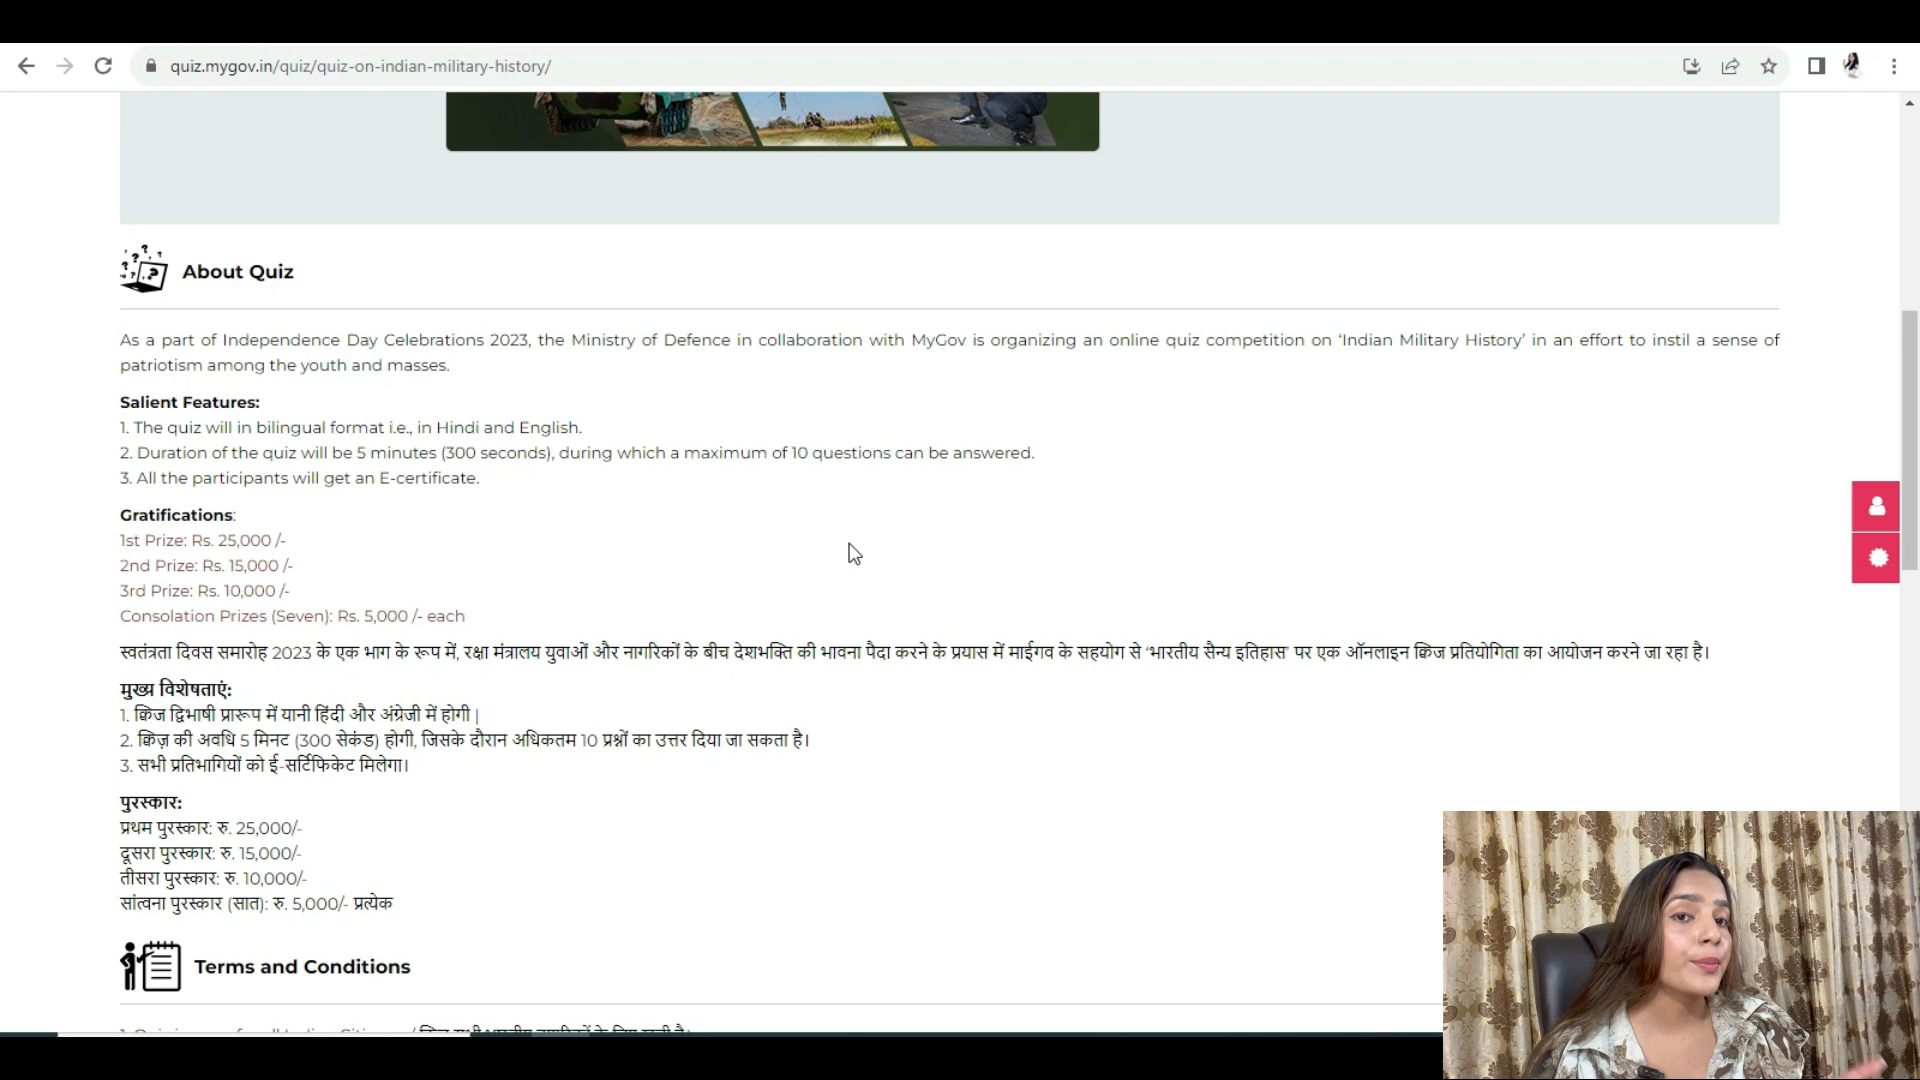 quiz.mygov.in/quiz/quiz-on-indian-military-history/
About Quiz
As a part of Independence Day Celebrations 2023, the Ministry of Defence in collaboration with MyGov is organizing an online quiz competition on ‘Indian Military History’ in an effort to instil a sense of
patriotism among the youth and masses.
Salient Features:
1. The quiz will in bilingual format i.e., in Hindi and English.
2. Duration of the quiz will be 5 minutes (300 seconds), during which a maximum of 10 questions can be answered.
3. All the participants will get an E-certificate.
Gratifications:
1st Prize: Rs. 25,000 /-
2nd Prize: Rs. 15,000 /-
3rd Prize: Rs. 10,000 /-
Consolation Prizes (Seven): Rs. 5,000 /- each
स्वतंत्रता दिवस समारोह 2023 के एक भाग के रूप में, रक्षा मंत्रालय युवाओं और नागरिकों के बीच देशभक्ति की भावना पैदा करने के प्रयास में माईगव के सहयोग से ‘भारतीय सैन्य इतिहास’ पर एक ऑनलाइन क्विज प्रतियोगिता का आयोजन करने जा रहा है।
मुख्य विशेषताएं:
1. क्विज द्विभाषी प्रारूप में यानी हिंदी और अंग्रेजी में होगी |
2. क्विज़ की अवधि 5 मिनट (300 सेकंड) होगी, जिसके दौरान अधिकतम 10 प्रश्नों का उत्तर दिया जा सकता है।
3. सभी प्रतिभागियों को ई-सर्टिफिकेट मिलेगा।
पुरस्कार:
प्रथम पुरस्कार: रु. 25,000/-
दूसरा पुरस्कार: रु. 15,000/-
तीसरा पुरस्कार: रु. 10,000/-
सांत्वना पुरस्कार (सात): रु. 5,000/- प्रत्येक
Terms and Conditions